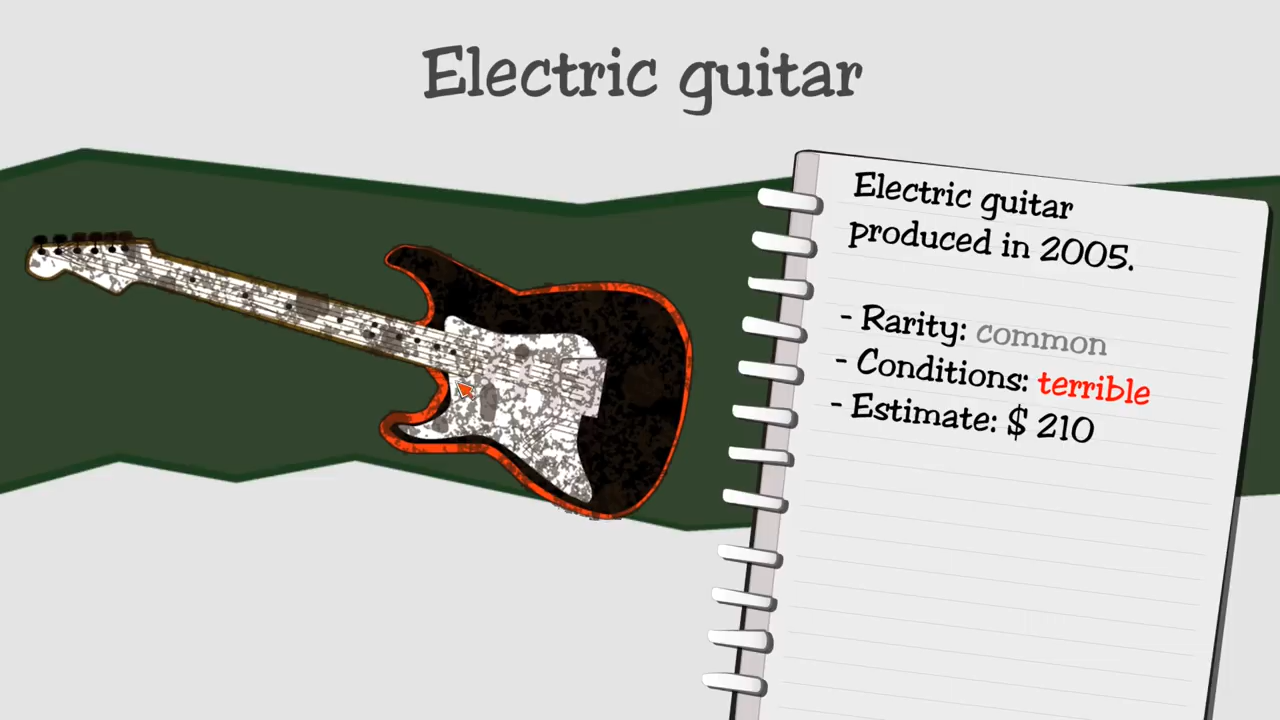 Electric guitar
Electric guitar
produced in 2005.
- Rarity: common
- Conditions: terrible
- Estimate: $ 210